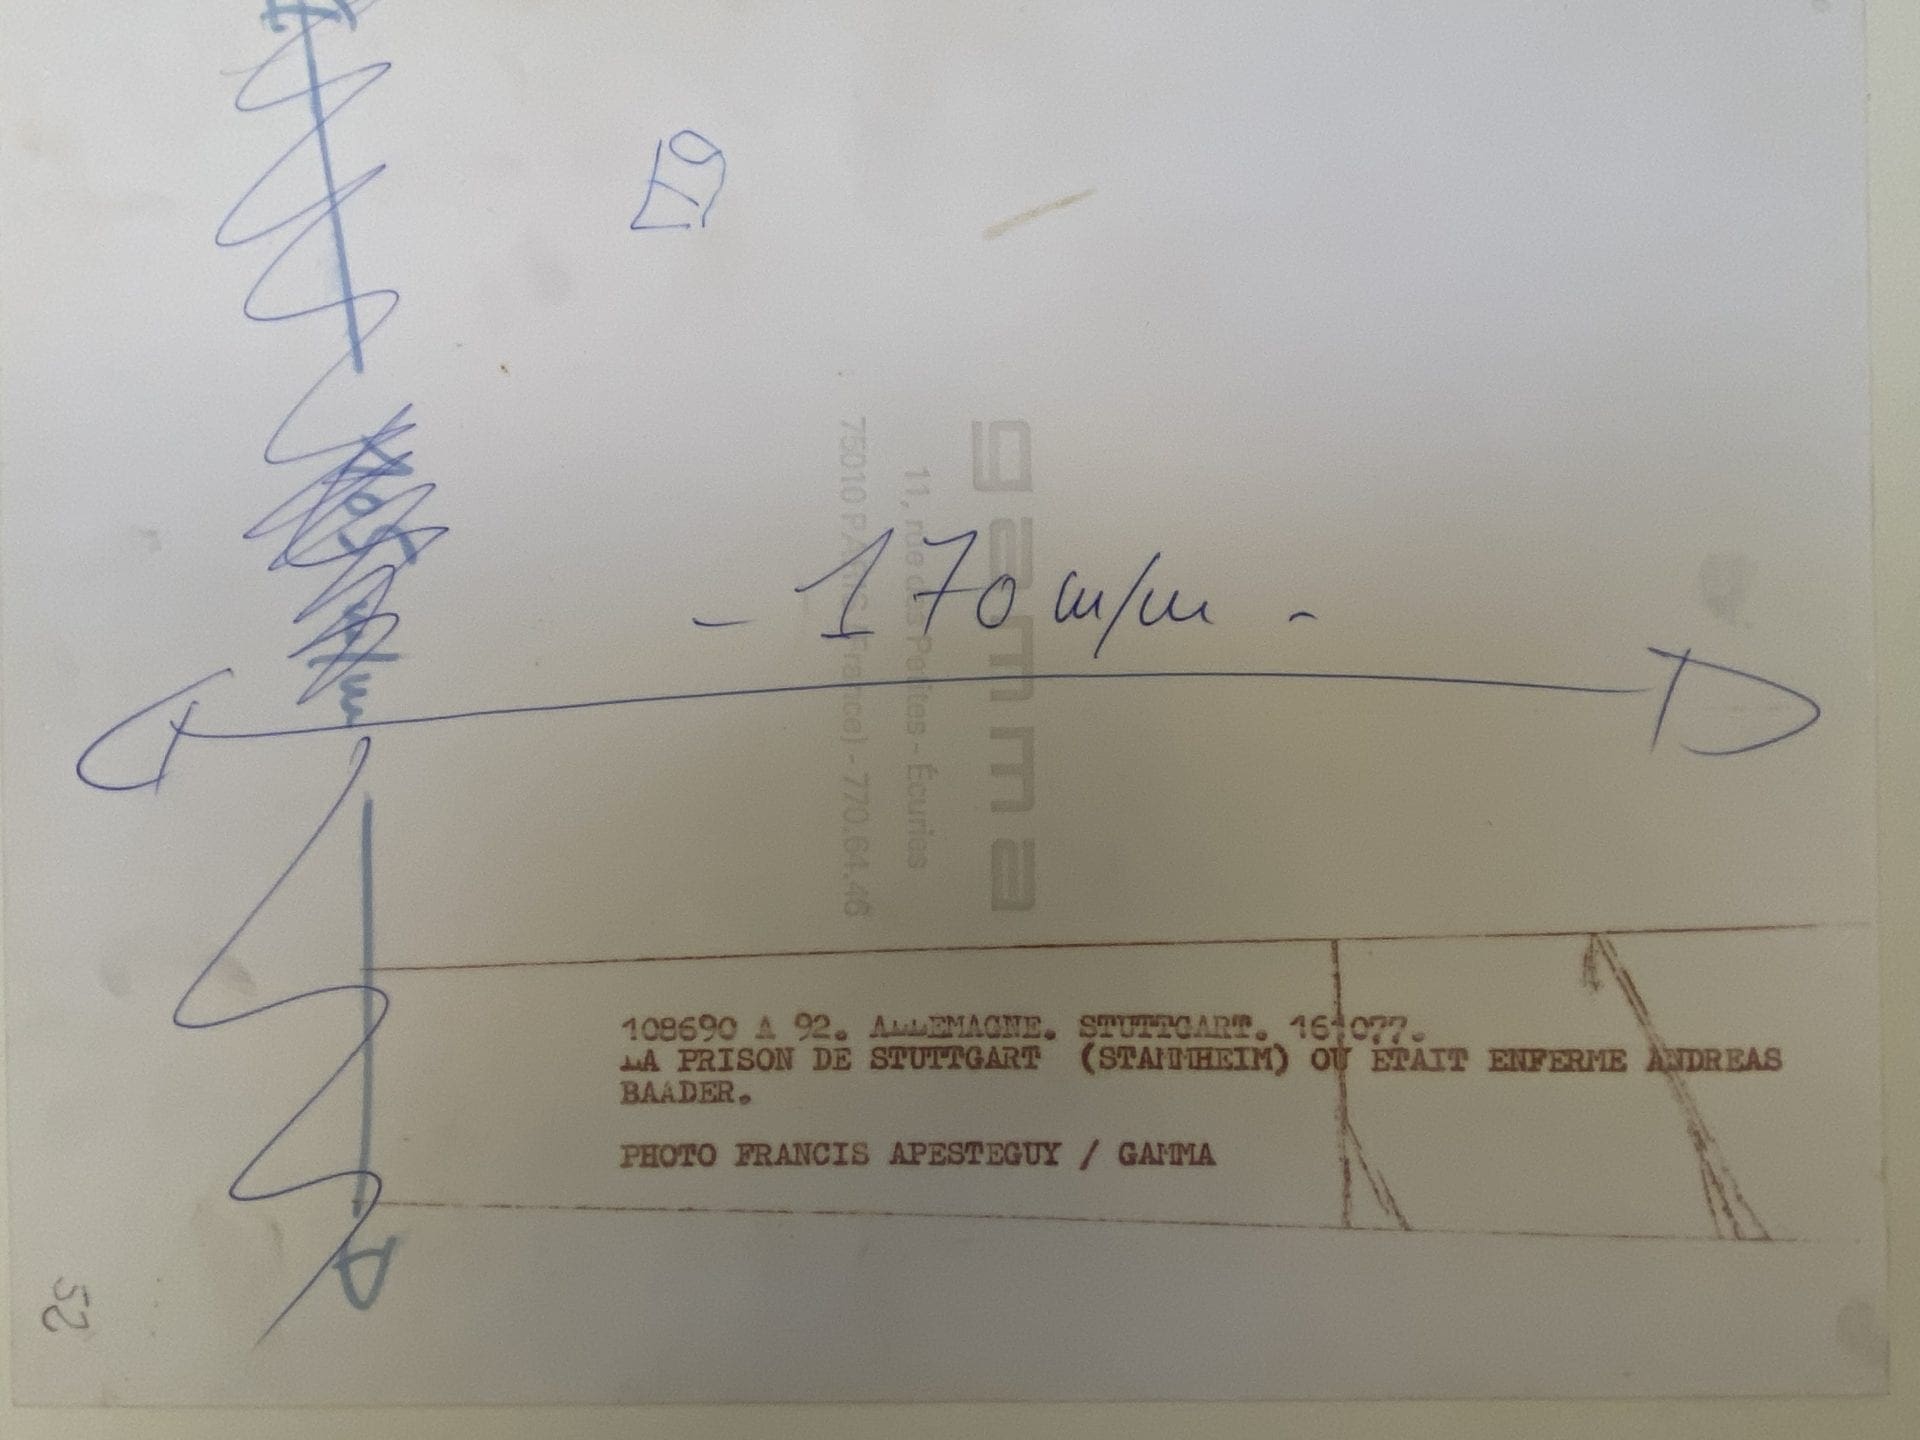 - 170 m/m -
gamma
11, rue des Petites-Écuries
75010 PARIS (France) - 770.64.46
108690 A 92. ALLEMAGNE. STUTTGART. 161077.
LA PRISON DE STUTTGART (STAMMHEIM) OU ETAIT ENFERME ANDREAS
BAADER.
PHOTO FRANCIS APESTEGUY / GAMMA
52